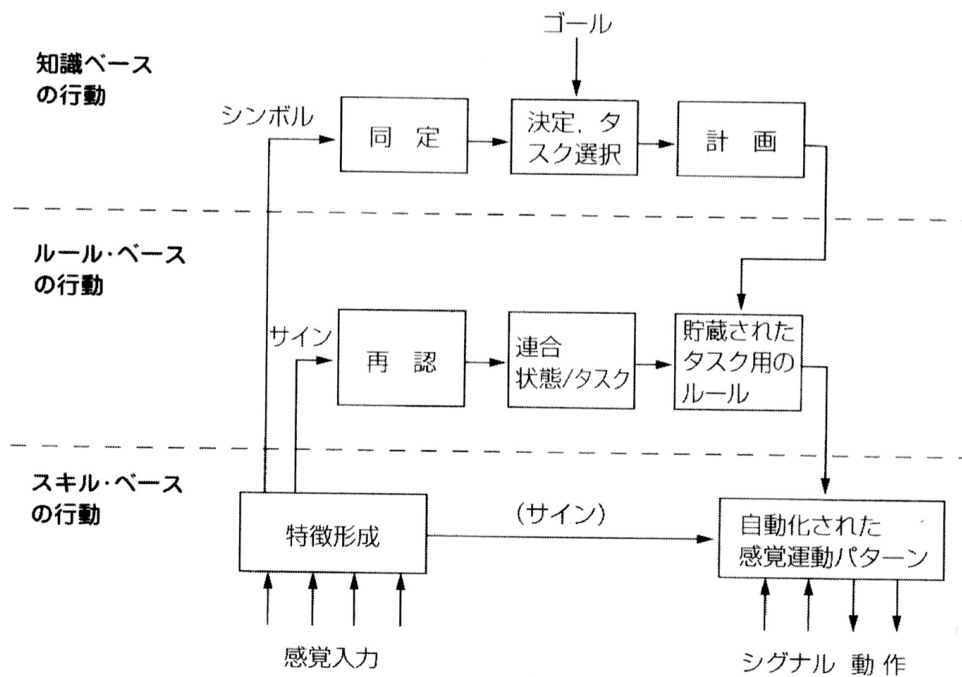 ゴール
知識ベース
の行動
シンボル
同 定
決定，タ
スク選択
計 画
ルール・ベース
の行動
サイン
再 認
連合
状態/タスク
貯蔵された
タスク用の
ルール
スキル・ベース
の行動
特徴形成
(サイン)
自動化された
感覚運動パターン
感覚入力
シグナル 動作